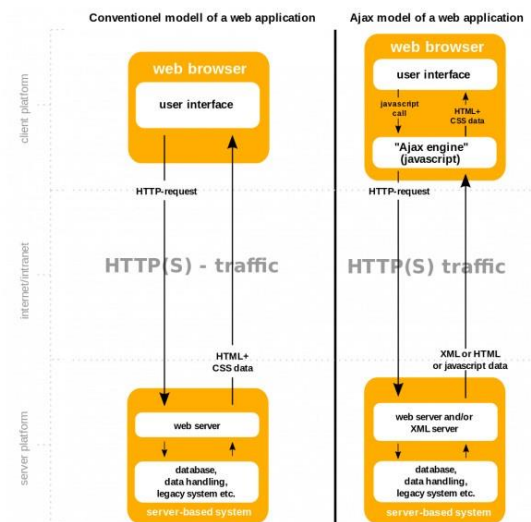 Conventionel modell of a web application
web browser
user interface
HTTP-request
HTTP(S) - traffic
HTML+
CSS data
web server
database,
data handling,
legacy system etc.
server-based system
Ajax model of a web application
web browser
user interface
javascript
call
HTML+
CSS data
"Ajax engine"
(javascript)
HTTP-request
HTTP(S) traffic
XML or HTML
or javascript data
web server and/or
XML server
database,
data handling,
legacy system etc.
server-based system
client platform
internet/intranet
server platform